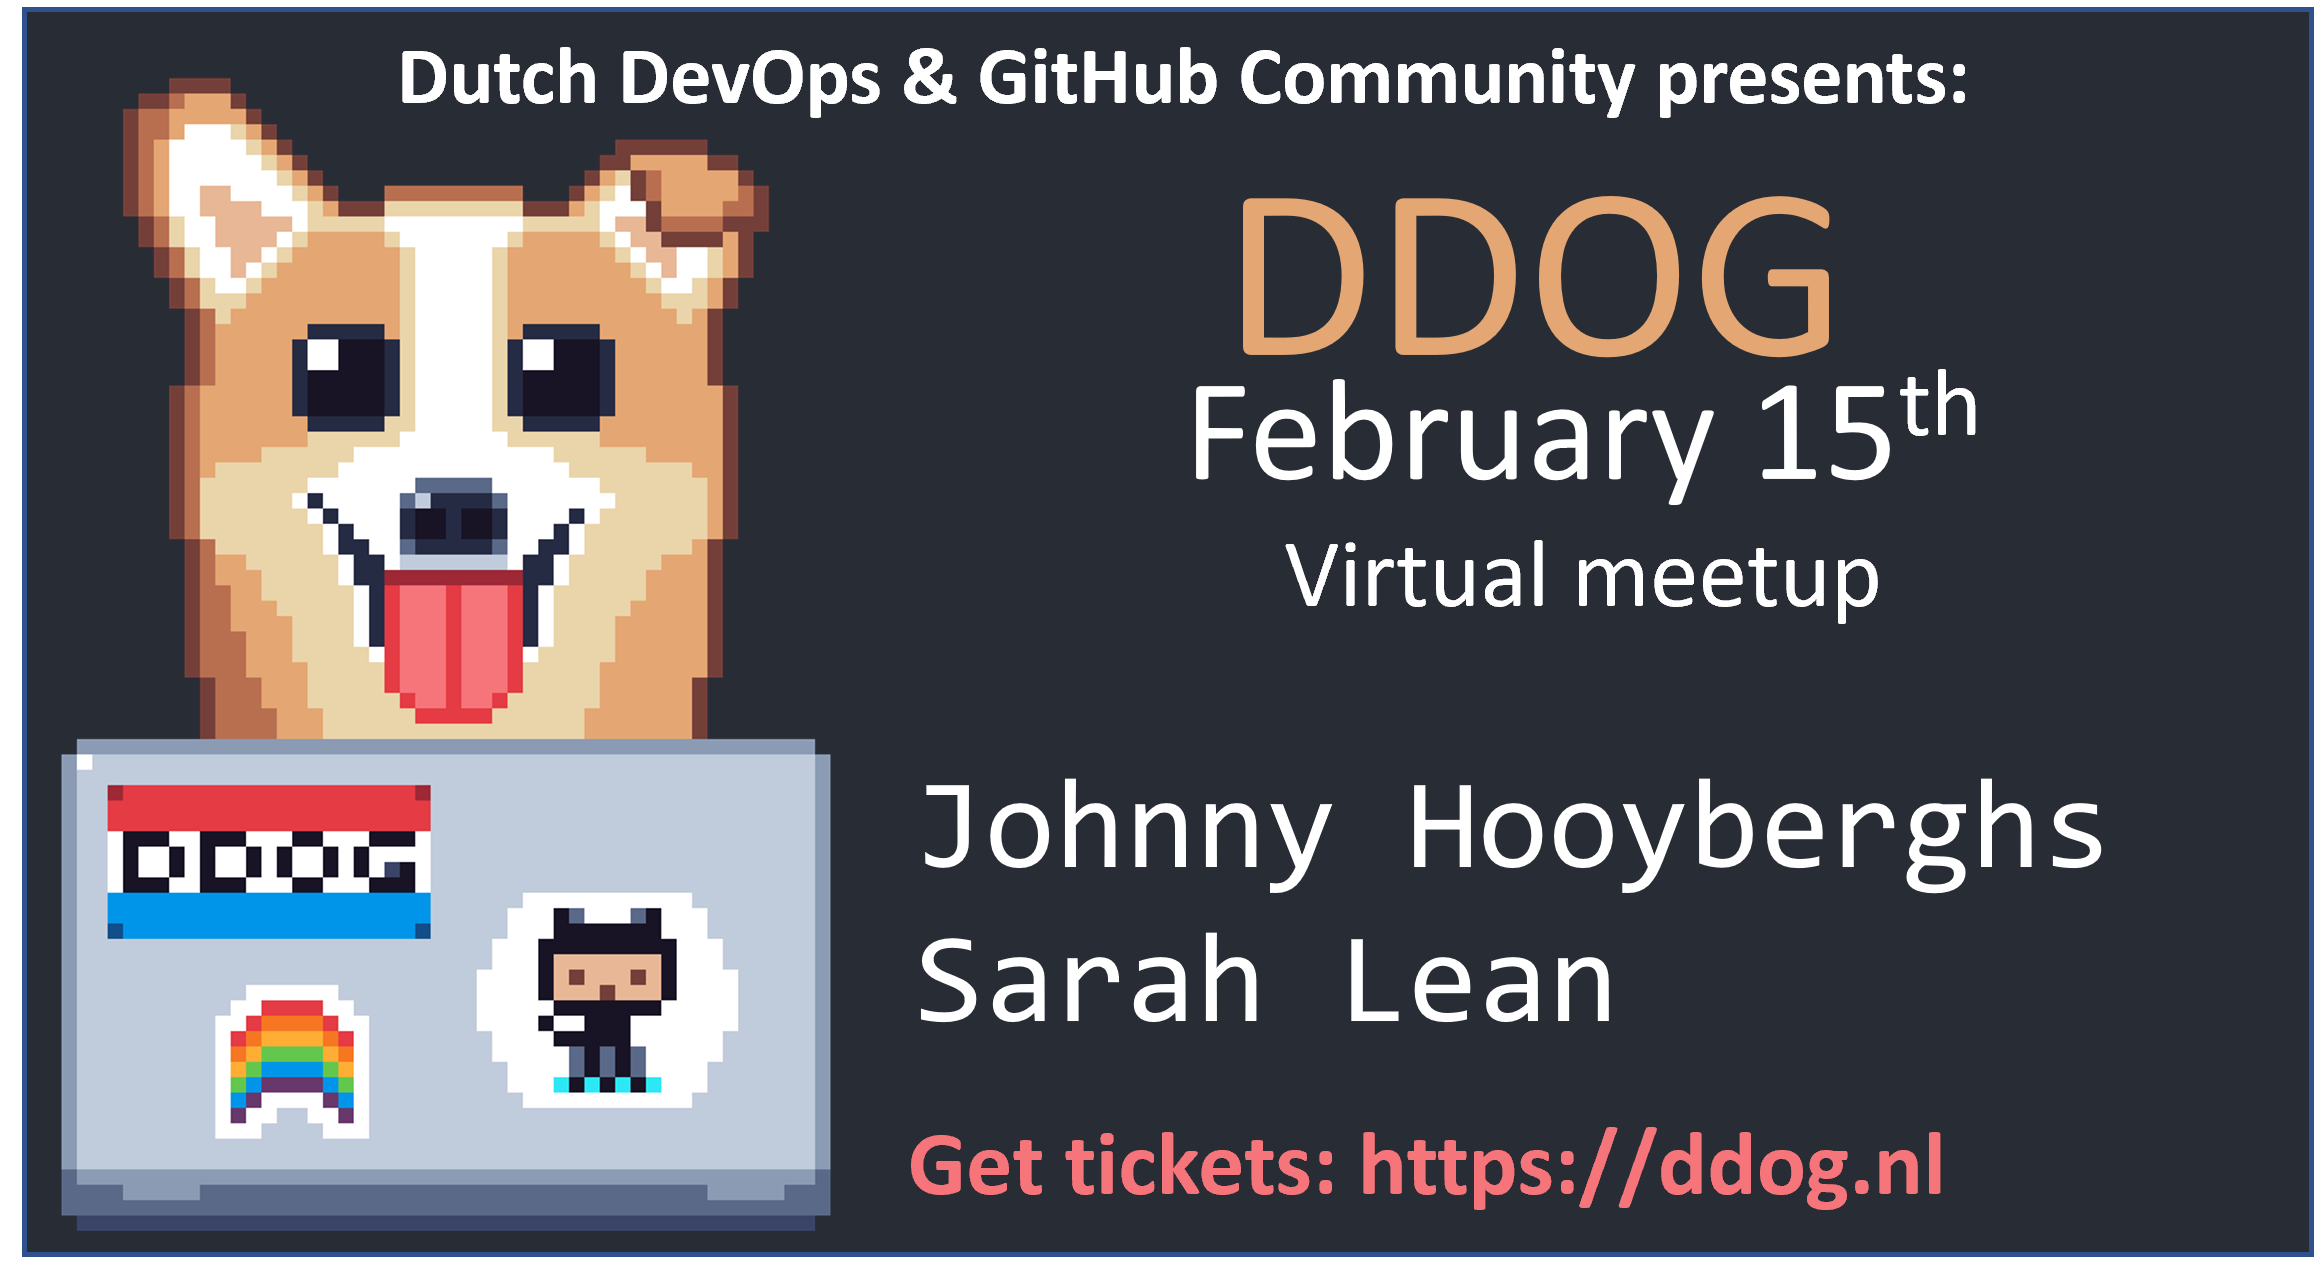 Dutch DevOps & GitHub Community presents:
DDOG
February 15th
Virtual meetup
Johnny Hooyberghs
Sarah Lean
Get tickets: https://ddog.nl
DDOG